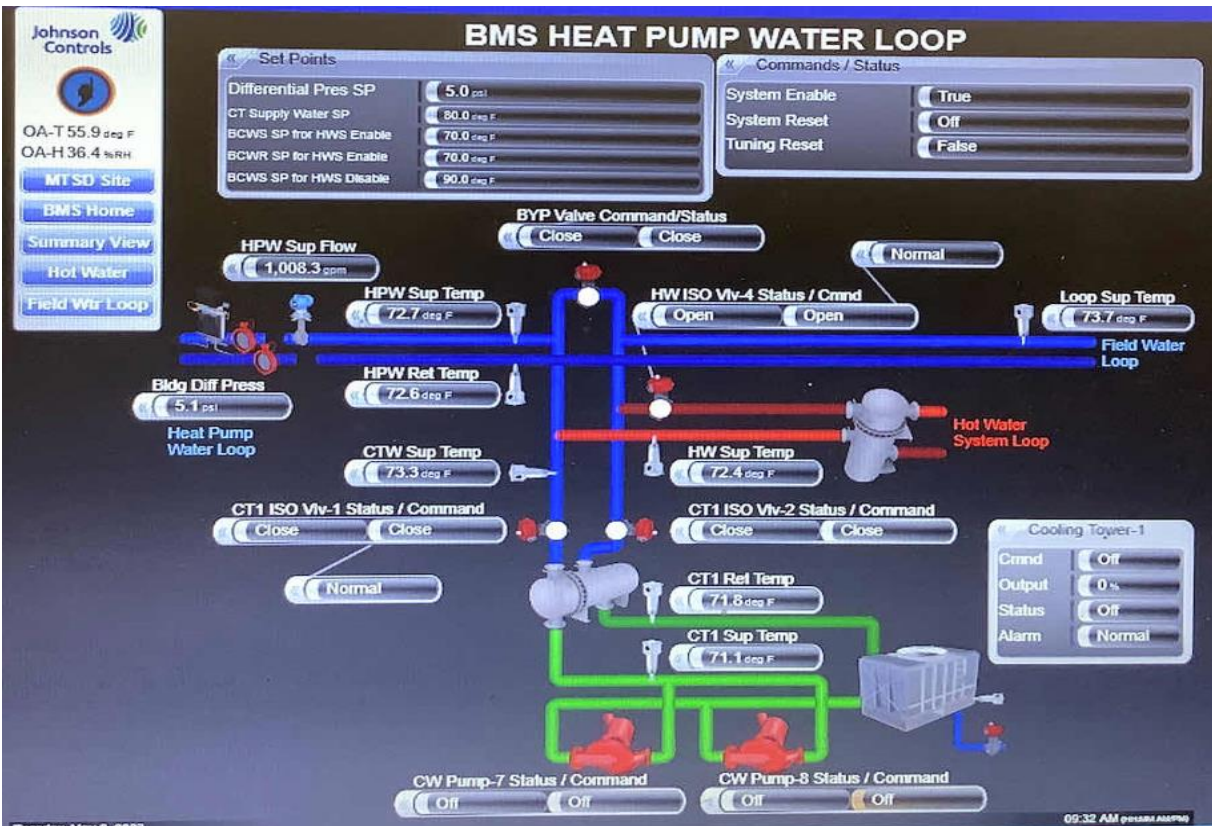 Johnson
Controls
OA-T 55.9 deg F
OA-H 36.4 %RH
MTSD Site
BMS Home
Summary View
Hot Water
Field Wtr Loop
BMS HEAT PUMP WATER LOOP
Set Points
Differential Pres SP 5.0 psi
CT Supply Water SP 80.0 deg F
BCWS SP fror HWS Enable 70.0 deg F
BCWR SP for HWS Enable 70.0 deg F
BCWS SP for HWS Disable 90.0 deg F
Commands / Status
System Enable True
System Reset Off
Tuning Reset False
BYP Valve Command/Status
Close Close
HPW Sup Flow
1,008.3 gpm
Normal
HPW Sup Temp
72.7 deg F
HW ISO Vlv-4 Status / Cmnd
Open Open
Loop Sup Temp
73.7 deg F
Field Water
Loop
HPW Ret Temp
72.6 deg F
Bldg Diff Press
5.1 psi
Heat Pump
Water Loop
Hot Water
System Loop
CTW Sup Temp
73.3 deg F
HW Sup Temp
72.4 deg F
CT1 ISO Vlv-1 Status / Command
Close Close
CT1 ISO Vlv-2 Status / Command
Close Close
Normal
Cooling Tower-1
Cmnd Off
Output 0 %
Status Off
Alarm Normal
CT1 Ret Temp
71.8 deg F
CT1 Sup Temp
71.1 deg F
CW Pump-7 Status / Command
Off Off
CW Pump-8 Status / Command
Off Off
09:32 AM